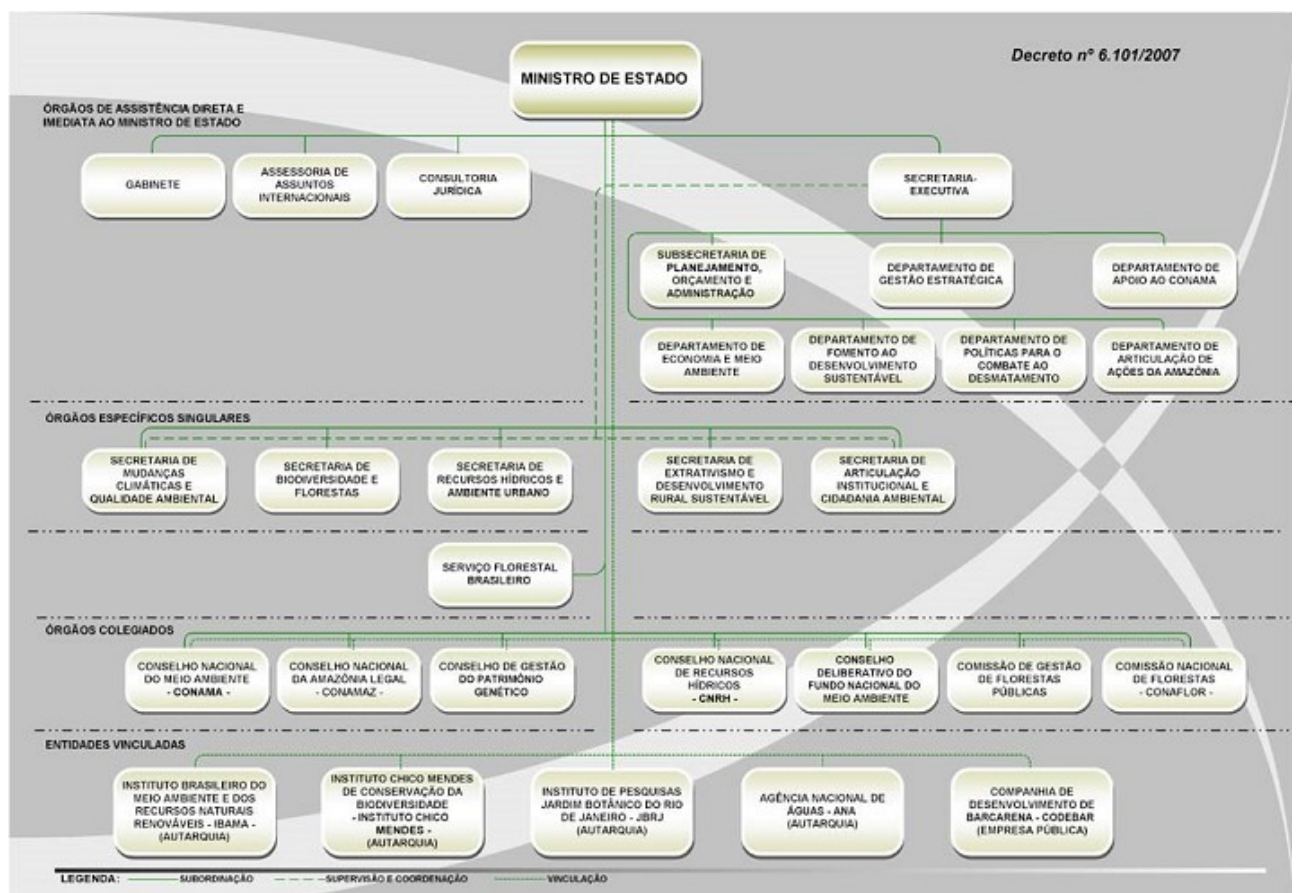 Decreto nº 6.101/2007
MINISTRO DE ESTADO
ÓRGÃOS DE ASSISTÊNCIA DIRETA E
IMEDIATA AO MINISTRO DE ESTADO
GABINETE
ASSESSORIA DE
ASSUNTOS
INTERNACIONAIS
CONSULTORIA
JURÍDICA
SECRETARIA-
EXECUTIVA
SUBSECRETARIA DE
PLANEJAMENTO,
ORÇAMENTO E
ADMINISTRAÇÃO
DEPARTAMENTO DE
GESTÃO ESTRATÉGICA
DEPARTAMENTO DE
APOIO AO CONAMA
DEPARTAMENTO DE
ECONOMIA E MEIO
AMBIENTE
DEPARTAMENTO DE
FOMENTO AO
DESENVOLVIMENTO
SUSTENTÁVEL
DEPARTAMENTO DE
POLÍTICAS PARA O
COMBATE AO
DESMATAMENTO
DEPARTAMENTO DE
ARTICULAÇÃO DE
AÇÕES DA AMAZÔNIA
ÓRGÃOS ESPECÍFICOS SINGULARES
SECRETARIA DE
MUDANÇAS
CLIMÁTICAS E
QUALIDADE AMBIENTAL
SECRETARIA DE
BIODIVERSIDADE E
FLORESTAS
SECRETARIA DE
RECURSOS HÍDRICOS E
AMBIENTE URBANO
SECRETARIA DE
EXTRATIVISMO E
DESENVOLVIMENTO
RURAL SUSTENTÁVEL
SECRETARIA DE
ARTICULAÇÃO
INSTITUCIONAL E
CIDADANIA AMBIENTAL
SERVIÇO FLORESTAL
BRASILEIRO
ÓRGÃOS COLEGIADOS
CONSELHO NACIONAL
DO MEIO AMBIENTE
- CONAMA -
CONSELHO NACIONAL
DA AMAZÔNIA LEGAL
- CONAMAZ -
CONSELHO DE GESTÃO
DO PATRIMÔNIO
GENÉTICO
CONSELHO NACIONAL
DE RECURSOS
HÍDRICOS
- CNRH -
CONSELHO
DELIBERATIVO DO
FUNDO NACIONAL DO
MEIO AMBIENTE
COMISSÃO DE GESTÃO
DE FLORESTAS
PÚBLICAS
COMISSÃO NACIONAL
DE FLORESTAS
- CONAFLOR -
ENTIDADES VINCULADAS
INSTITUTO BRASILEIRO DO
MEIO AMBIENTE E DOS
RECURSOS NATURAIS
RENOVÁVEIS - IBAMA -
(AUTARQUIA)
INSTITUTO CHICO MENDES
DE CONSERVAÇÃO DA
BIODIVERSIDADE
- INSTITUTO CHICO
MENDES -
(AUTARQUIA)
INSTITUTO DE PESQUISAS
JARDIM BOTÂNICO DO RIO
DE JANEIRO - JBRJ
(AUTARQUIA)
AGÊNCIA NACIONAL DE
ÁGUAS - ANA
(AUTARQUIA)
COMPANHIA DE
DESENVOLVIMENTO DE
BARCARENA - CODEBAR
(EMPRESA PÚBLICA)
LEGENDA: SUBORDINAÇÃO SUPERVISÃO E COORDENAÇÃO VINCULAÇÃO